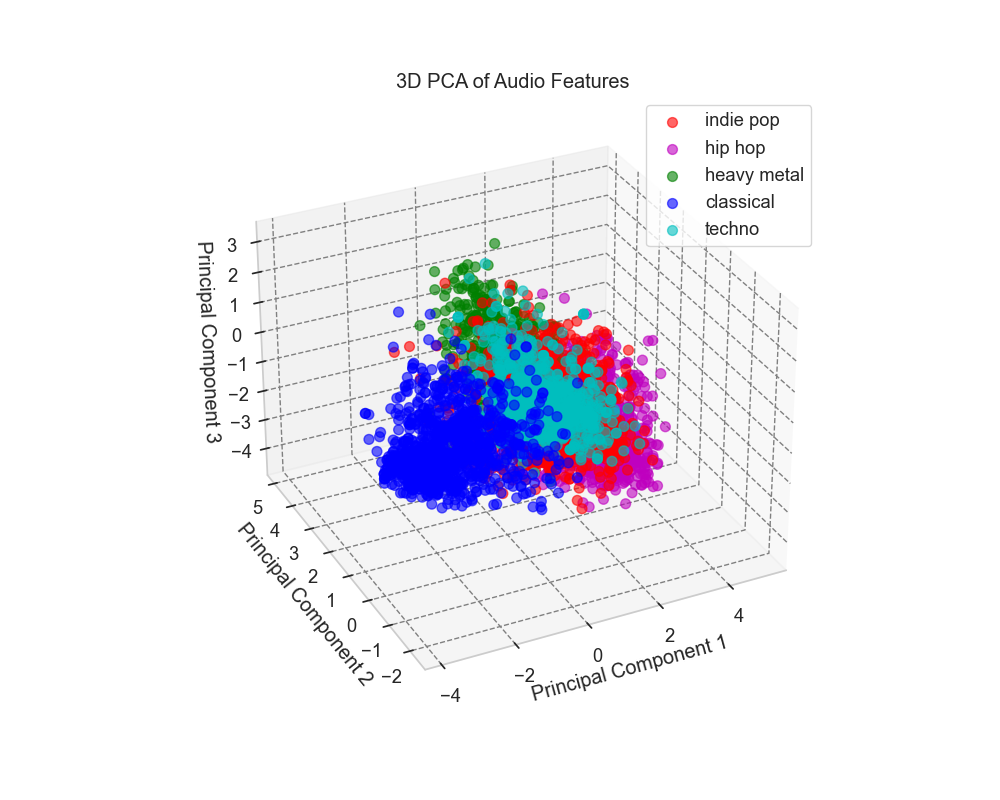 3D PCA of Audio Features
indie pop
hip hop
heavy metal
classical
techno
3
2
1
0
−1
−2
−3
−4
Principal Component 3
5
4
3
2
1
0
−1
−2
Principal Component 2
−4
−2
0
2
4
Principal Component 1